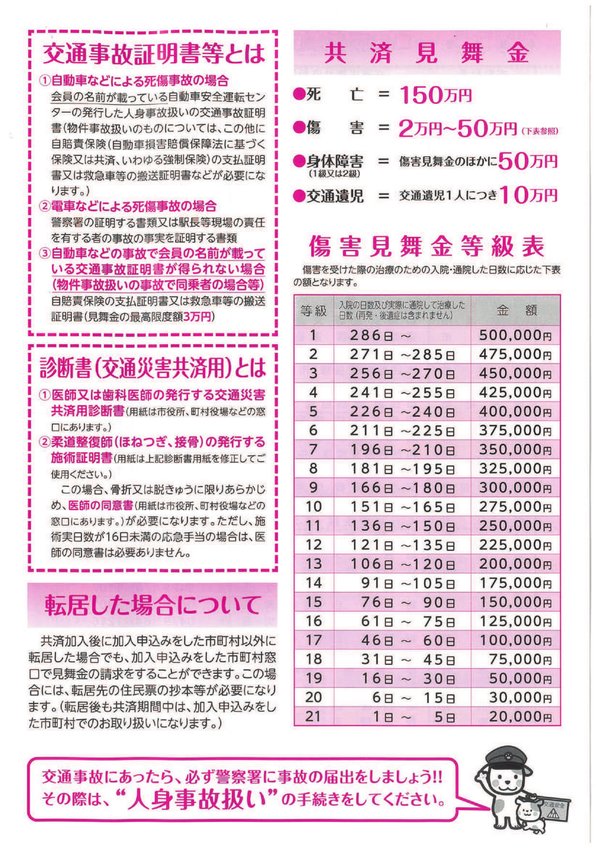 交通事故証明書等とは
①自動車などによる死傷事故の場合
会員の名前が載っている自動車安全運転セン
ターの発行した人身事故扱いの交通事故証明
書(物件事故扱いのものについては、この他に
自賠責保険(自動車損害賠償保障法に基づく
保険又は共済、いわゆる強制保険)の支払証明
書又は救急車等の搬送証明書などが必要にな
ります。)
②電車などによる死傷事故の場合
警察署の証明する書類又は駅長等現場の責任
を有する者の事故の事実を証明する書類
③自動車などの事故で会員の名前が載って
いる交通事故証明書が得られない場合
(物件事故扱いの事故で同乗者の場合等)
自賠責保険の支払証明書又は救急車等の搬送
証明書(見舞金の最高限度額3万円)
診断書(交通災害共済用)とは
①医師又は歯科医師の発行する交通災害
共済用診断書(用紙は市役所、町村役場などの窓
口にあります。)
②柔道整復師(ほねつぎ、接骨)の発行する
施術証明書(用紙は上記診断書用紙を修正してご
使用ください。)
この場合、骨折又は脱きゅうに限りあらかじ
め、医師の同意書(用紙は市役所、町村役場などの
窓口にあります。)が必要になります。ただし、施
術実日数が16日未満の応急手当の場合は、医
師の同意書は必要ありません。
転居した場合について
共済加入後に加入申込みをした市町村以外に
転居した場合でも、加入申込みをした市町村窓
口で見舞金の請求をすることができます。この場
合には、転居先の住民票の抄本等が必要になり
ます。(転居後も共済期間中は、加入申込みをし
た市町村でのお取り扱いになります。)
共済見舞金
●死 亡 = 150万円
●傷 害 = 2万円~50万円(下表参照)
●身体障害 = 傷害見舞金のほかに50万円
(1級又は2級)
●交通遺児 = 交通遺児1人につき10万円
傷害見舞金等級表
傷害を受けた際の治療のための入院・通院した日数に応じた下表
の額となります。
等級 入院の日数及び実際に通院して治療した日数(再発・後遺症は含まれません) 金額
1 286日~ 500,000円
2 271日~285日 475,000円
3 256日~270日 450,000円
4 241日~255日 425,000円
5 226日~240日 400,000円
6 211日~225日 375,000円
7 196日~210日 350,000円
8 181日~195日 325,000円
9 166日~180日 300,000円
10 151日~165日 275,000円
11 136日~150日 250,000円
12 121日~135日 225,000円
13 106日~120日 200,000円
14 91日~105日 175,000円
15 76日~90日 150,000円
16 61日~75日 125,000円
17 46日~60日 100,000円
18 31日~45日 75,000円
19 16日~30日 50,000円
20 6日~15日 30,000円
21 1日~5日 20,000円
交通事故にあったら、必ず警察署に事故の届出をしましょう!!
その際は、“人身事故扱い”の手続きをしてください。
交通安全